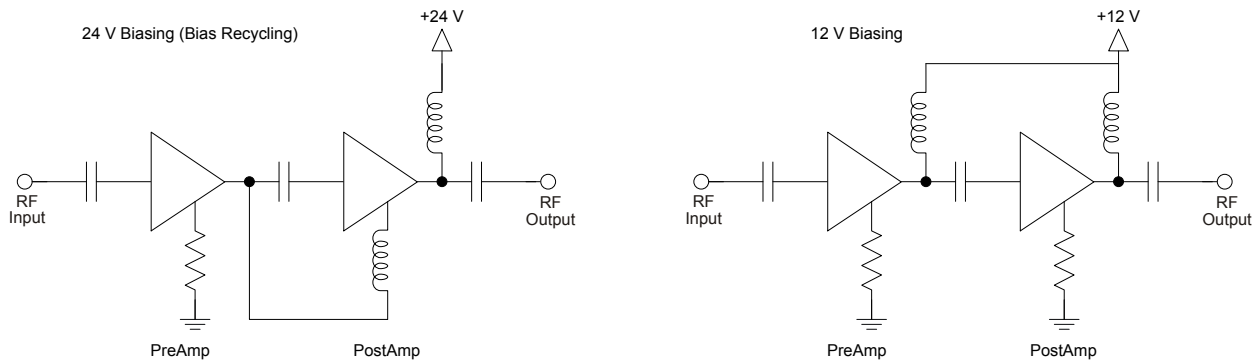 24 V Biasing (Bias Recycling)
+24 V
RF
Input
RF
Output
PreAmp
PostAmp
12 V Biasing
+12 V
RF
Input
RF
Output
PreAmp
PostAmp